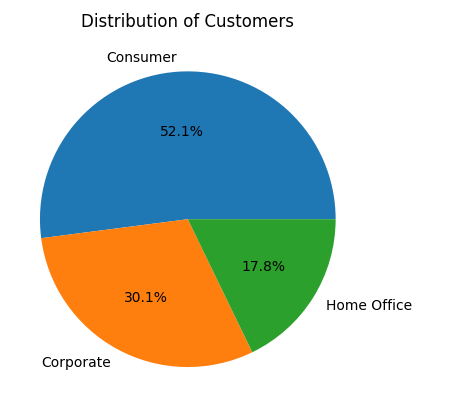 Distribution of Customers
Consumer
52.1%
17.8%
30.1%
Home Office
Corporate